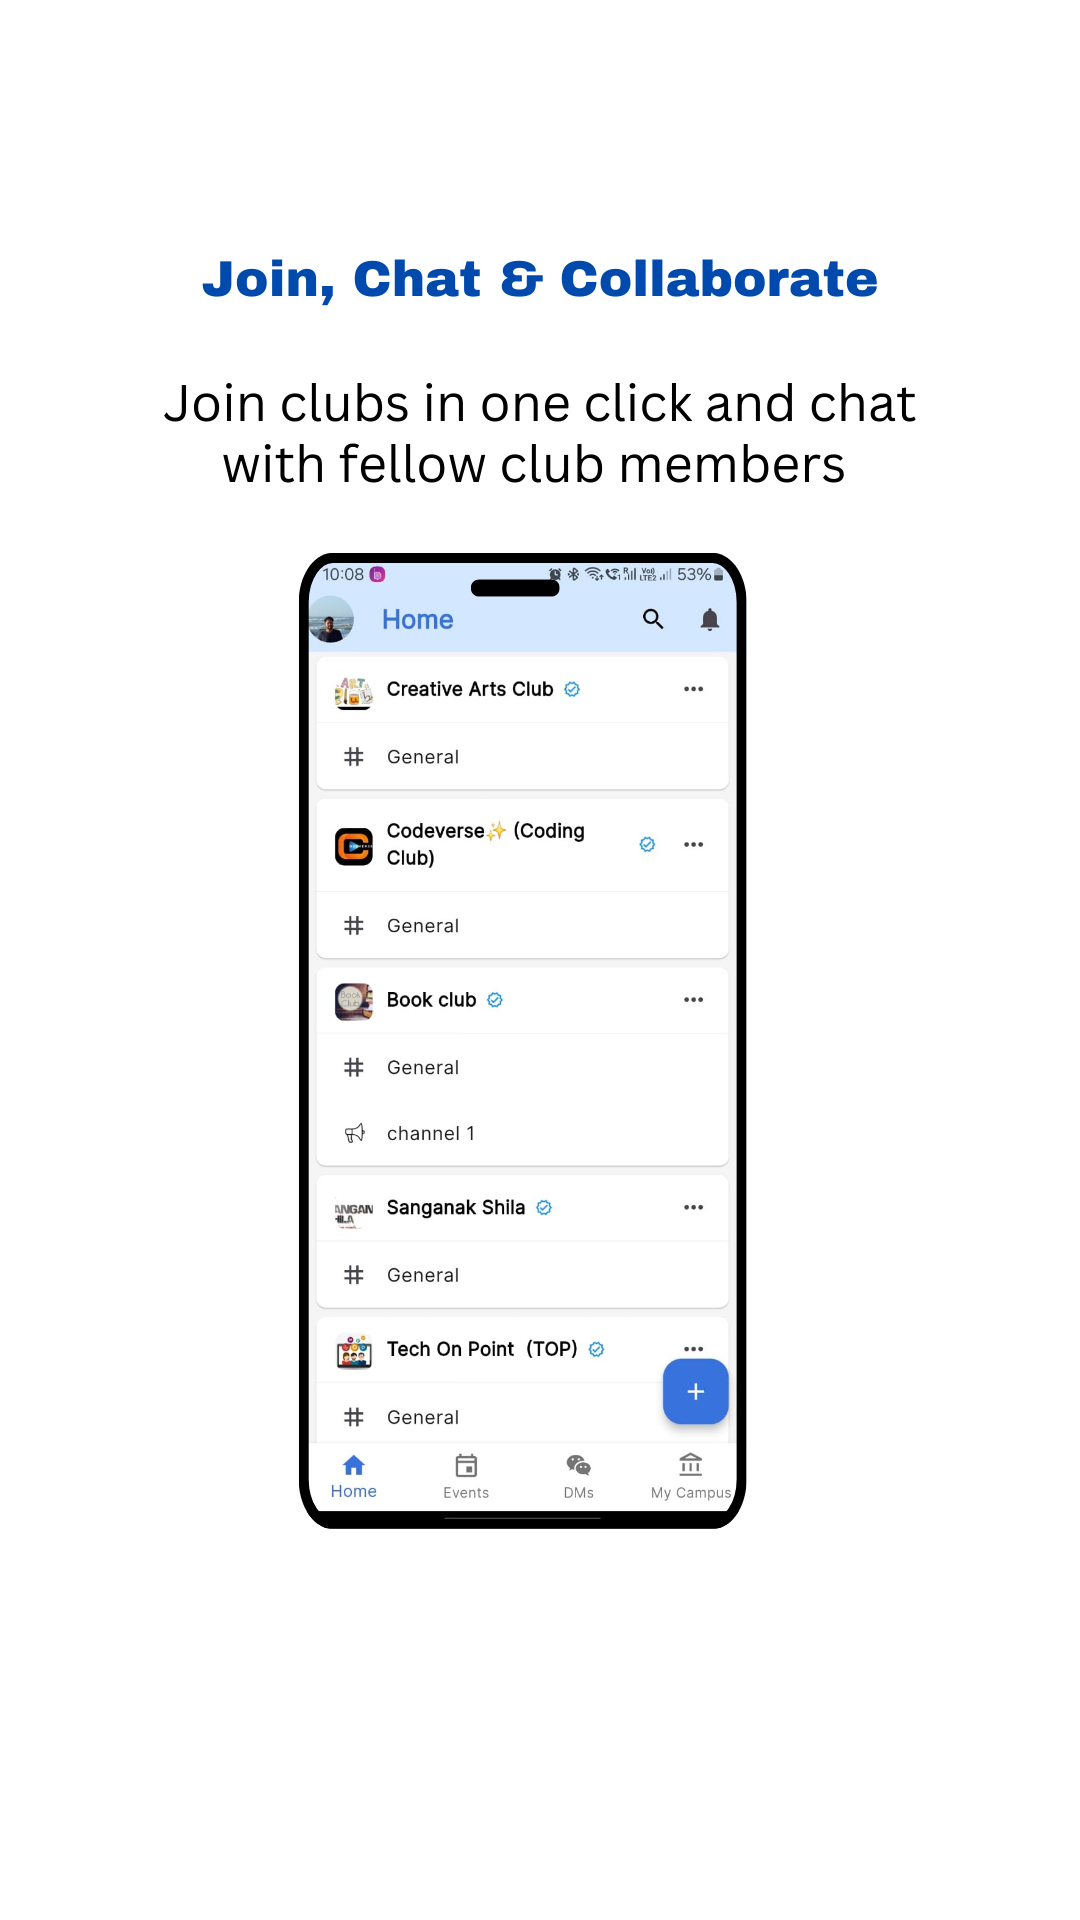 Join, Chat & Collaborate
Join clubs in one click and chat
with fellow club members
10:08 53%
Home
Creative Arts Club
General
Codeverse✨ (Coding
Club)
General
Book club
General
channel 1
Sanganak Shila
General
Tech On Point (TOP)
General
Home Events DMs My Campus